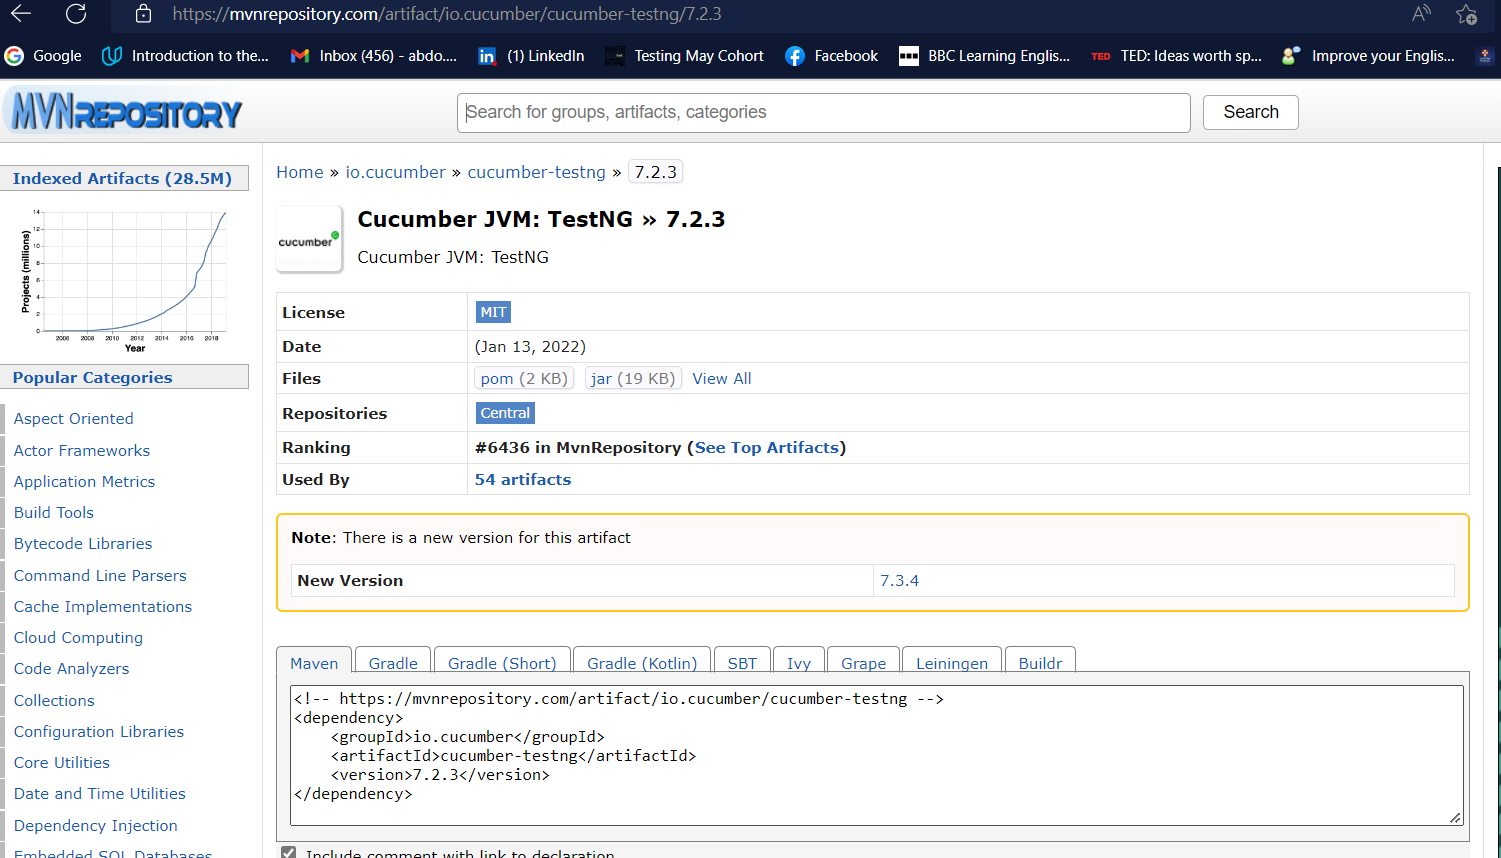 https://mvnrepository.com/artifact/io.cucumber/cucumber-testng/7.2.3
Google Introduction to the... Inbox (456) - abdo.... (1) LinkedIn Testing May Cohort Facebook BBC Learning Englis... TED TED: Ideas worth sp... Improve your Englis...
MVNREPOSITORY
Search for groups, artifacts, categories
Search
Indexed Artifacts (28.5M)
Projects (millions)
14
12
10
8
6
4
2
0
2006 2008 2010 2012 2014 2016 2018
Year
Popular Categories
Aspect Oriented
Actor Frameworks
Application Metrics
Build Tools
Bytecode Libraries
Command Line Parsers
Cache Implementations
Cloud Computing
Code Analyzers
Collections
Configuration Libraries
Core Utilities
Date and Time Utilities
Dependency Injection
Embedded SQL Databases
Home » io.cucumber » cucumber-testng » 7.2.3
cucumber
Cucumber JVM: TestNG » 7.2.3
Cucumber JVM: TestNG
License MIT
Date (Jan 13, 2022)
Files pom (2 KB) jar (19 KB) View All
Repositories Central
Ranking #6436 in MvnRepository (See Top Artifacts)
Used By 54 artifacts
Note: There is a new version for this artifact
New Version 7.3.4
Maven Gradle Gradle (Short) Gradle (Kotlin) SBT Ivy Grape Leiningen Buildr
<!-- https://mvnrepository.com/artifact/io.cucumber/cucumber-testng -->
<dependency>
    <groupId>io.cucumber</groupId>
    <artifactId>cucumber-testng</artifactId>
    <version>7.2.3</version>
</dependency>
Include comment with link to declaration